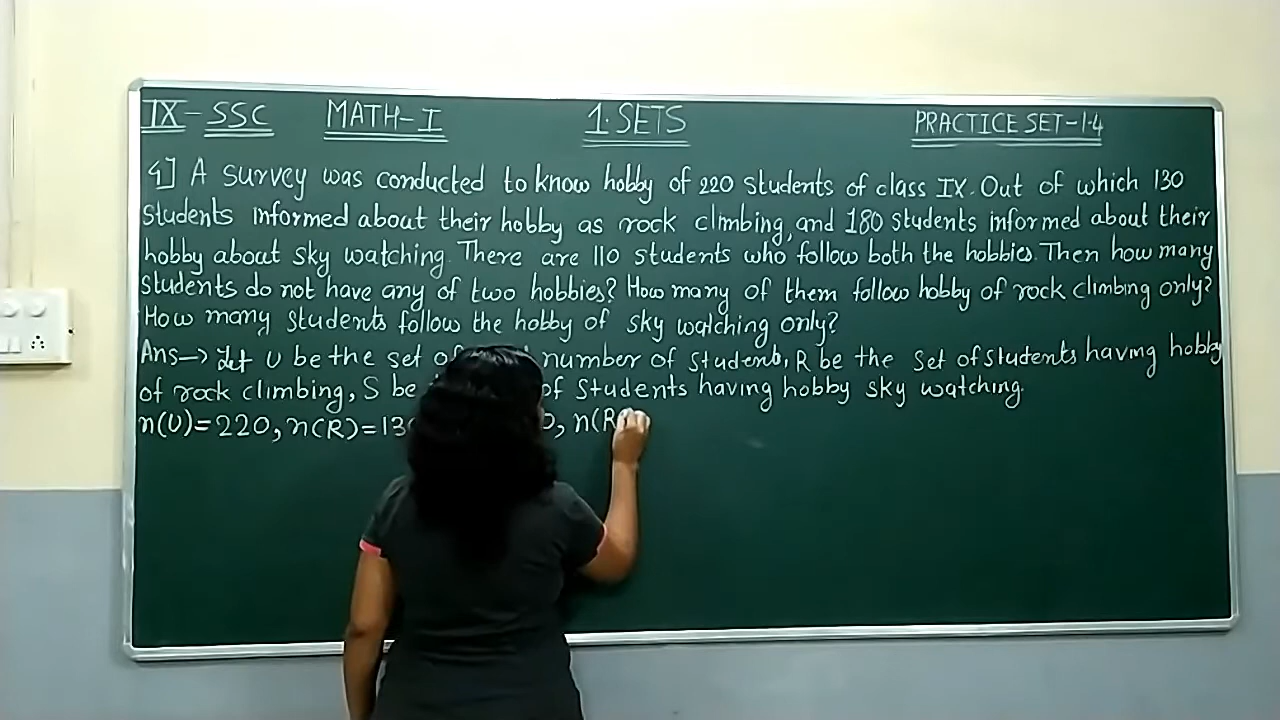 IX-SSC MATH-I 1.SETS PRACTICE SET-1.4
4] A survey was conducted to know hobby of 220 students of class IX. Out of which 130
students informed about their hobby as rock climbing, and 180 students informed about their
hobby about sky watching. There are 110 students who follow both the hobbies. Then how many
students do not have any of two hobbies? How many of them follow hobby of rock climbing only?
How many students follow the hobby of sky watching only?
Ans→ Let U be the set of number of students, R be the set of students having hobby
of rock climbing, S be of students having hobby sky watching.
n(U)=220, n(R)=130, n(R